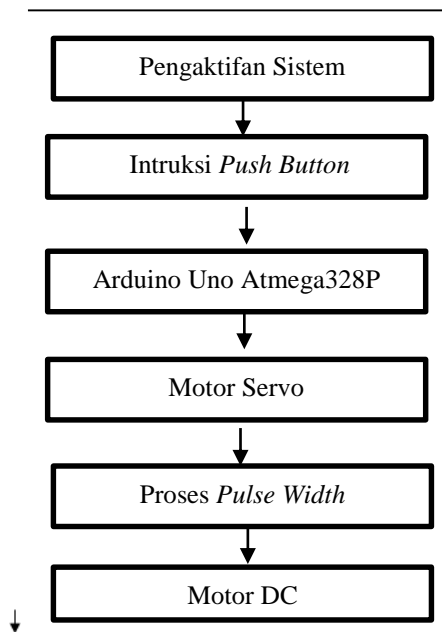 Pengaktifan Sistem
Intruksi Push Button
Arduino Uno Atmega328P
Motor Servo
Proses Pulse Width
Motor DC